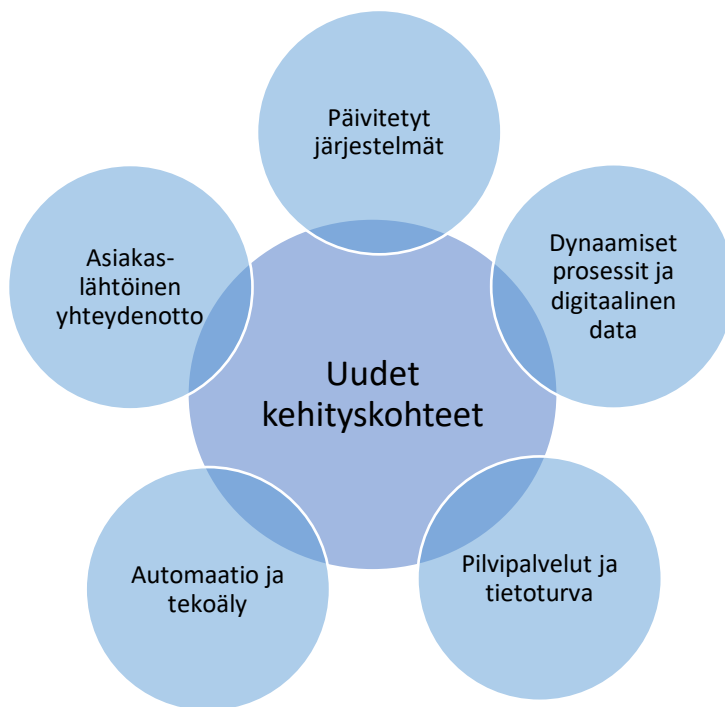 Päivitetyt
järjestelmät
Asiakas-
lähtöinen
yhteydenotto
Dynaamiset
prosessit ja
digitaalinen
data
Uudet
kehityskohteet
Automaatio ja
tekoäly
Pilvipalvelut ja
tietoturva